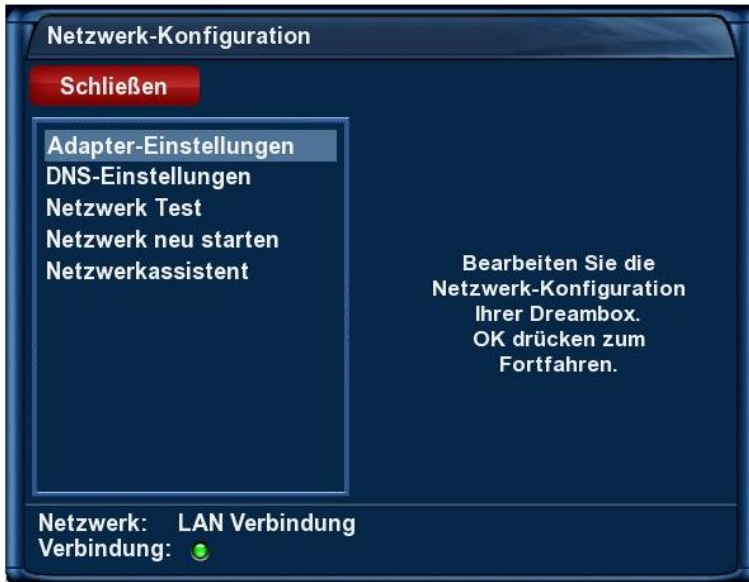 Netzwerk-Konfiguration
Schließen
Adapter-Einstellungen
DNS-Einstellungen
Netzwerk Test
Netzwerk neu starten
Netzwerkassistent
Bearbeiten Sie die
Netzwerk-Konfiguration
Ihrer Dreambox.
OK drücken zum
Fortfahren.
Netzwerk: LAN Verbindung
Verbindung: